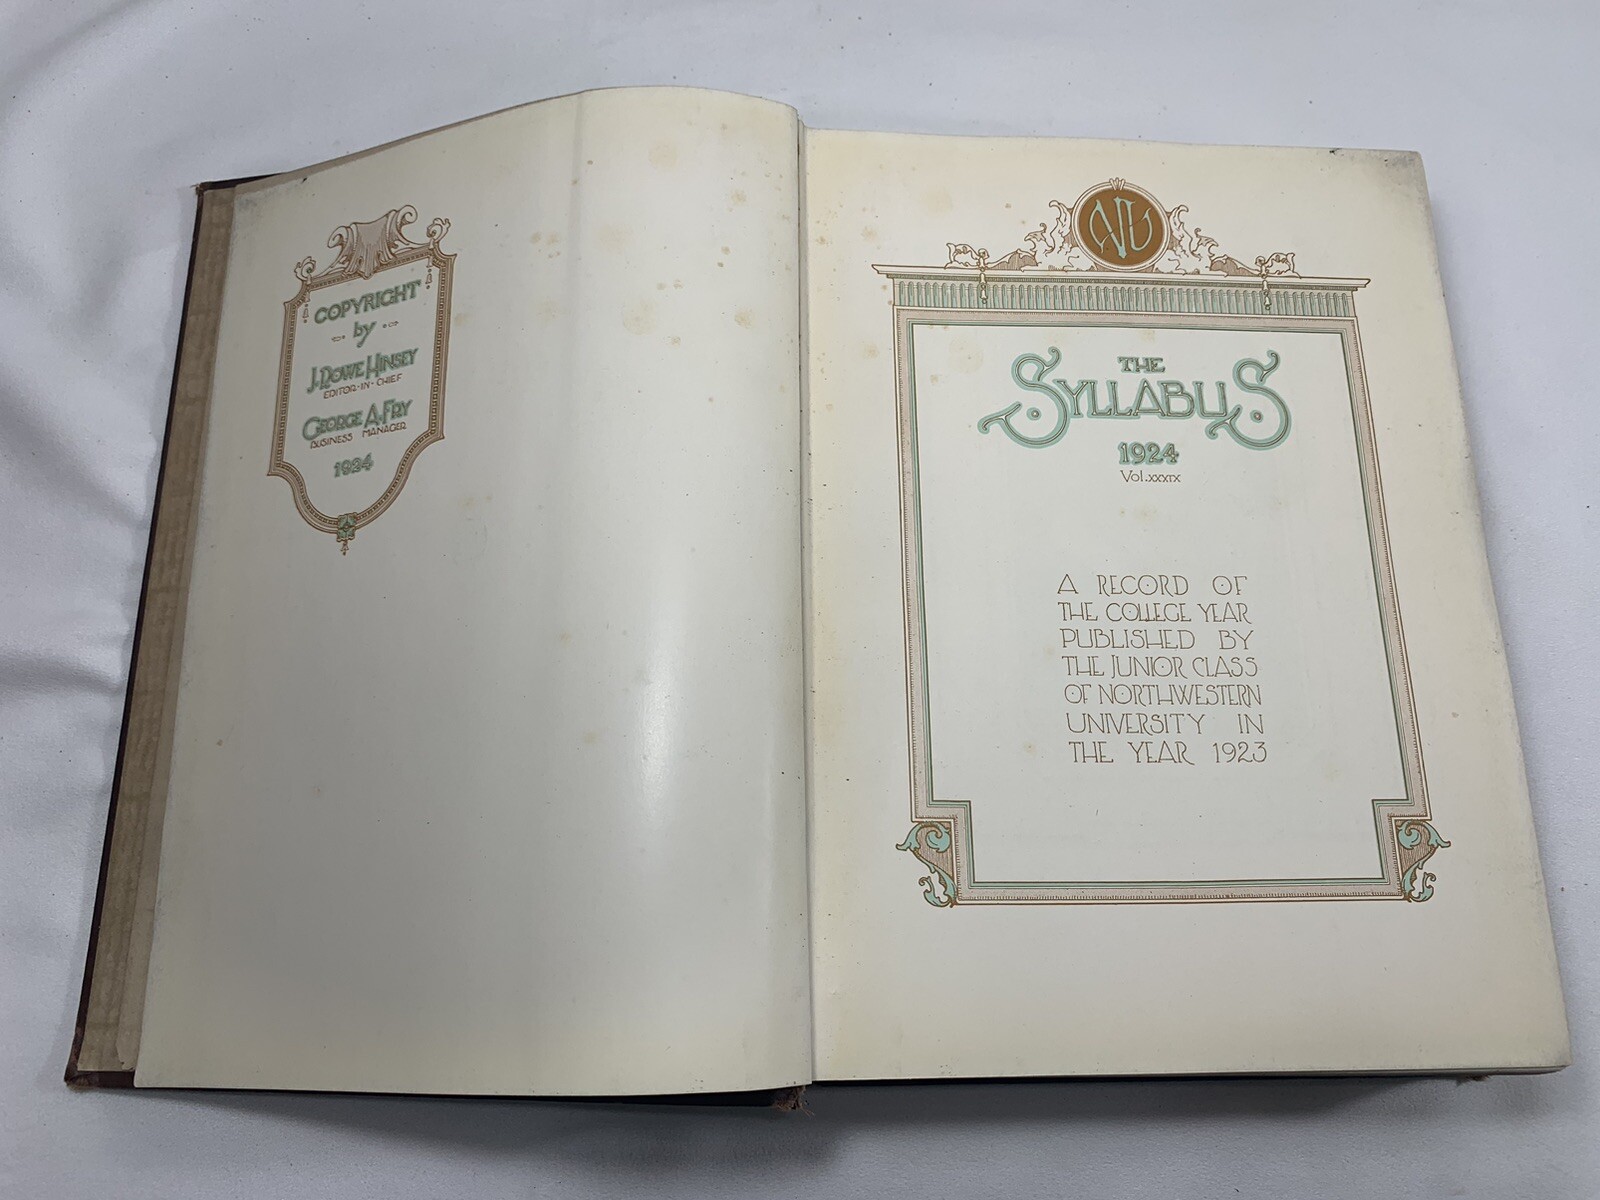 COPYRIGHT
by
J. ROWE HINSEY
EDITOR-IN-CHIEF
GEORGE A. FRY
BUSINESS MANAGER
1924
NU
THE
SYLLABUS
1924
Vol. XXXIX
A RECORD OF
THE COLLEGE YEAR
PUBLISHED BY
THE JUNIOR CLASS
OF NORTHWESTERN
UNIVERSITY IN
THE YEAR 1923